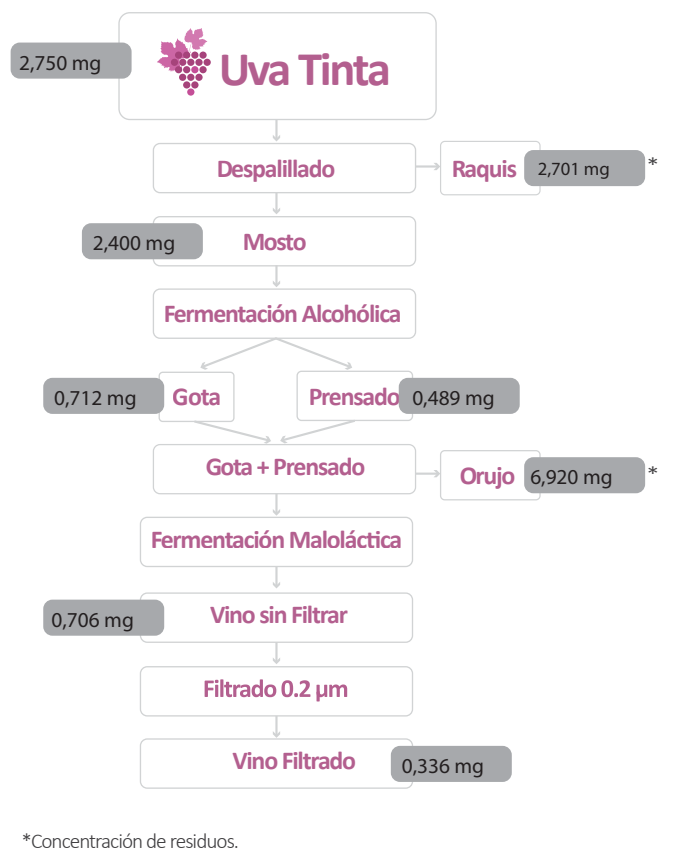 2,750 mg
Uva Tinta
Despalillado
Raquis
2,701 mg
*
2,400 mg
Mosto
Fermentación Alcohólica
0,712 mg
Gota
Prensado
0,489 mg
Gota + Prensado
Orujo
6,920 mg
*
Fermentación Maloláctica
0,706 mg
Vino sin Filtrar
Filtrado 0.2 µm
Vino Filtrado
0,336 mg
*Concentración de residuos.